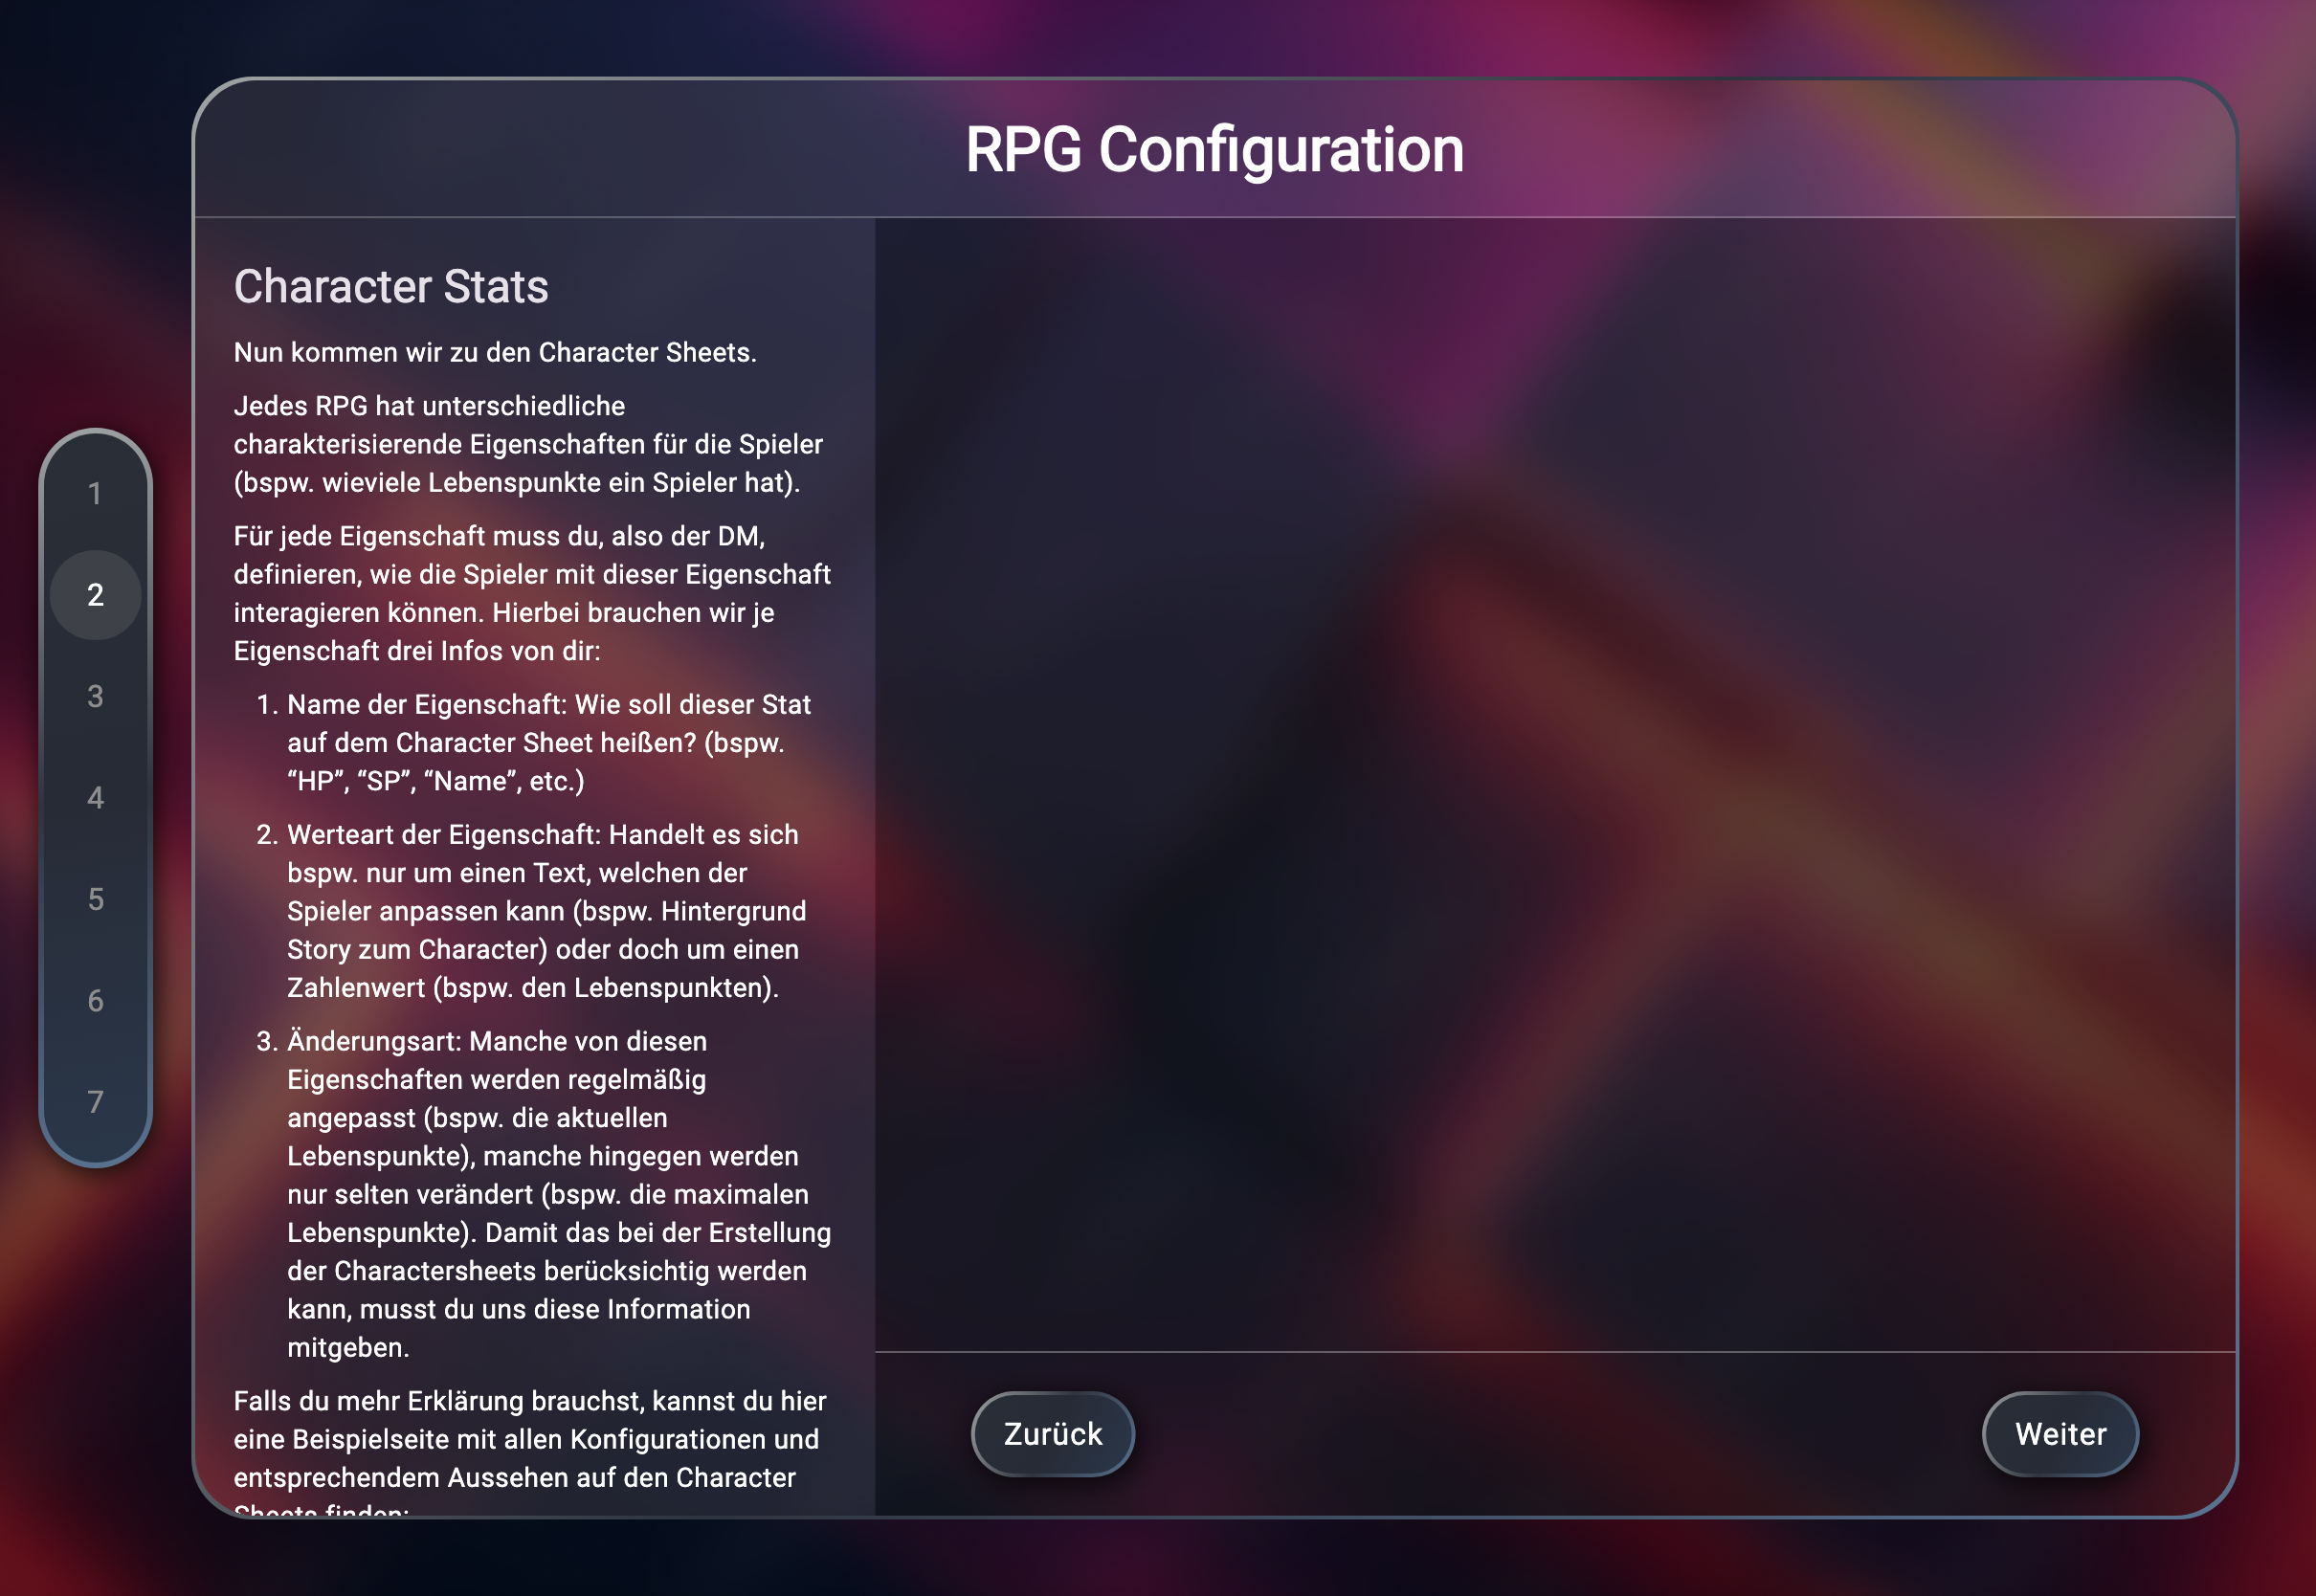 RPG Configuration
Character Stats
Nun kommen wir zu den Character Sheets.
Jedes RPG hat unterschiedliche
charakterisierende Eigenschaften für die Spieler
(bspw. wieviele Lebenspunkte ein Spieler hat).
Für jede Eigenschaft muss du, also der DM,
definieren, wie die Spieler mit dieser Eigenschaft
interagieren können. Hierbei brauchen wir je
Eigenschaft drei Infos von dir:
1. Name der Eigenschaft: Wie soll dieser Stat
auf dem Character Sheet heißen? (bspw.
“HP”, “SP”, “Name”, etc.)
2. Werteart der Eigenschaft: Handelt es sich
bspw. nur um einen Text, welchen der
Spieler anpassen kann (bspw. Hintergrund
Story zum Character) oder doch um einen
Zahlenwert (bspw. den Lebenspunkten).
3. Änderungsart: Manche von diesen
Eigenschaften werden regelmäßig
angepasst (bspw. die aktuellen
Lebenspunkte), manche hingegen werden
nur selten verändert (bspw. die maximalen
Lebenspunkte). Damit das bei der Erstellung
der Charactersheets berücksichtig werden
kann, musst du uns diese Information
mitgeben.
Falls du mehr Erklärung brauchst, kannst du hier
eine Beispielseite mit allen Konfigurationen und
entsprechendem Aussehen auf den Character
Sheets finden:
1
2
3
4
5
6
7
Zurück
Weiter